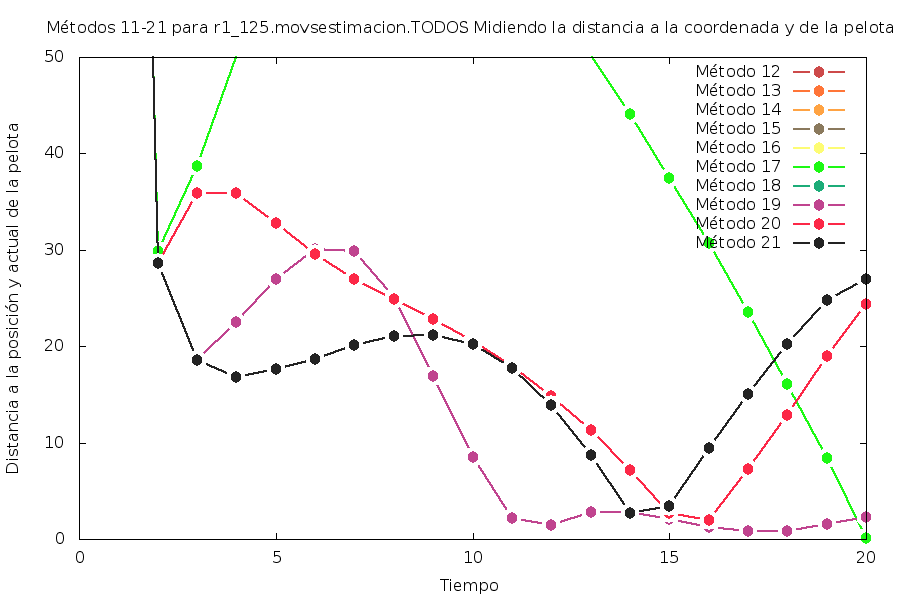 Métodos 11-21 para r1_125.movsestimacion.TODOS Midiendo la distancia a la coordenada y de la pelota
50
40
30
20
10
0
Distancia a la posición y actual de la pelota
Método 12
Método 13
Método 14
Método 15
Método 16
Método 17
Método 18
Método 19
Método 20
Método 21
0
5
10
15
20
Tiempo